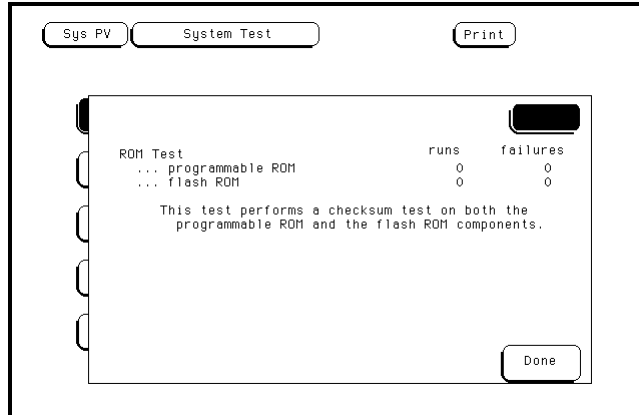 Sys PV System Test Print
ROM Test runs failures
... programmable ROM 0 0
... flash ROM 0 0
This test performs a checksum test on both the
programmable ROM and the flash ROM components.
Done